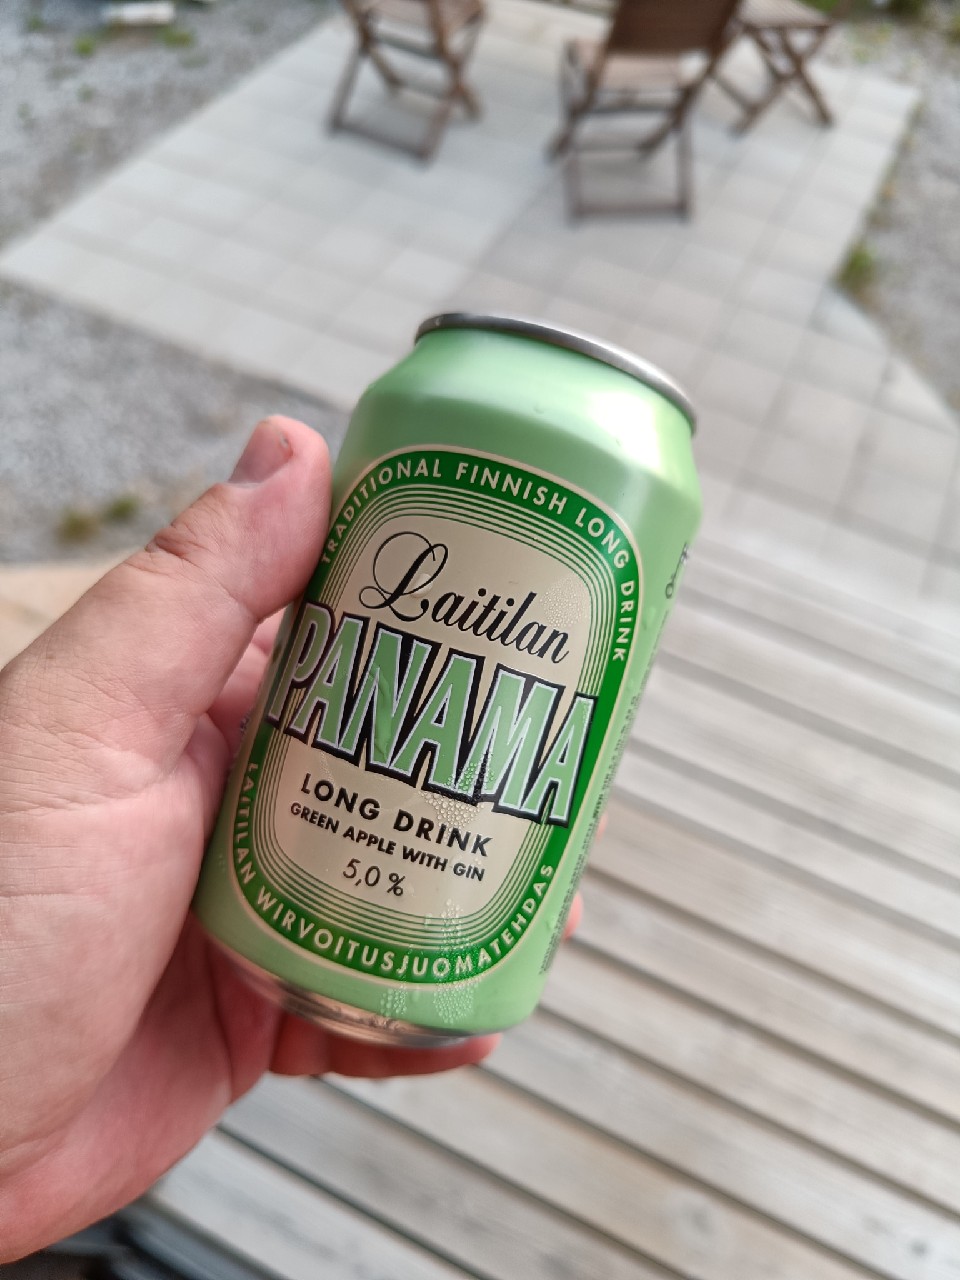 TRADITIONAL FINNISH LONG DRINK
Laitilan
PANAMA
LONG DRINK
GREEN APPLE WITH GIN
5,0 %
LAITILAN WIRVOITUSJUOMATEHDAS